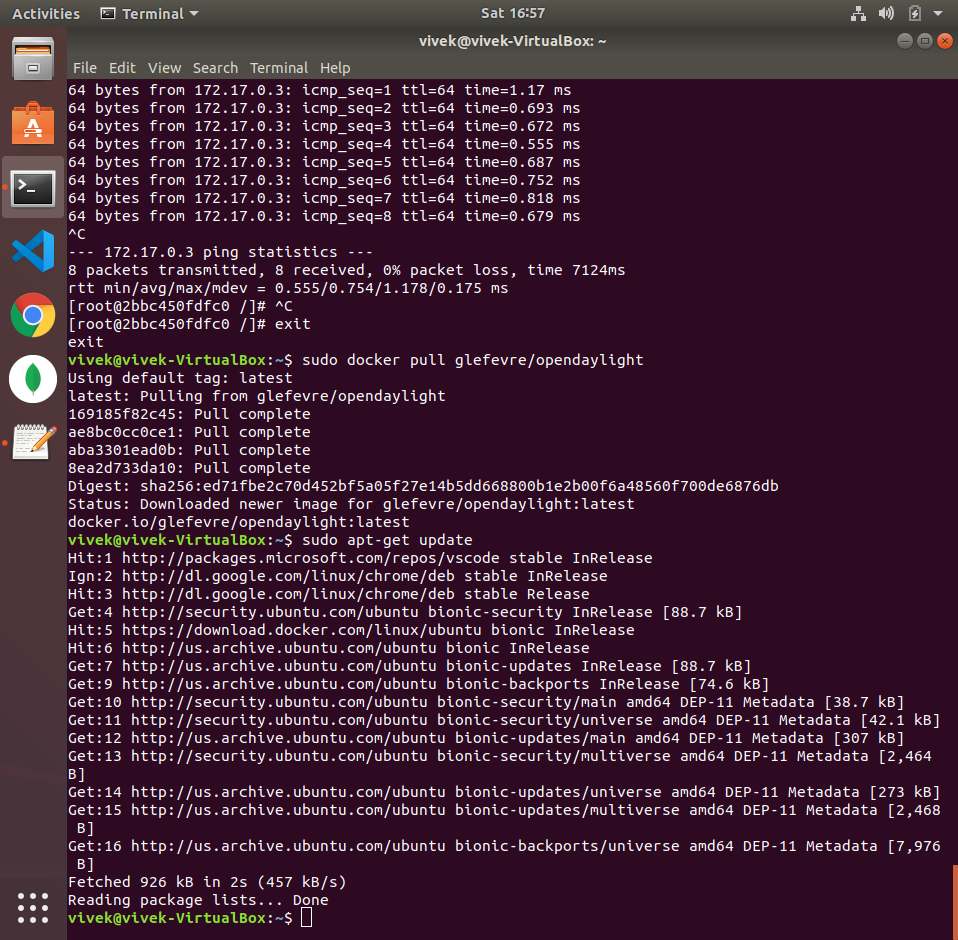 Activities Terminal Sat 16:57
vivek@vivek-VirtualBox: ~
File Edit View Search Terminal Help
64 bytes from 172.17.0.3: icmp_seq=1 ttl=64 time=1.17 ms
64 bytes from 172.17.0.3: icmp_seq=2 ttl=64 time=0.693 ms
64 bytes from 172.17.0.3: icmp_seq=3 ttl=64 time=0.672 ms
64 bytes from 172.17.0.3: icmp_seq=4 ttl=64 time=0.555 ms
64 bytes from 172.17.0.3: icmp_seq=5 ttl=64 time=0.687 ms
64 bytes from 172.17.0.3: icmp_seq=6 ttl=64 time=0.752 ms
64 bytes from 172.17.0.3: icmp_seq=7 ttl=64 time=0.818 ms
64 bytes from 172.17.0.3: icmp_seq=8 ttl=64 time=0.679 ms
^C
--- 172.17.0.3 ping statistics ---
8 packets transmitted, 8 received, 0% packet loss, time 7124ms
rtt min/avg/max/mdev = 0.555/0.754/1.178/0.175 ms
[root@2bbc450fdfc0 /]# ^C
[root@2bbc450fdfc0 /]# exit
exit
vivek@vivek-VirtualBox:~$ sudo docker pull glefevre/opendaylight
Using default tag: latest
latest: Pulling from glefevre/opendaylight
169185f82c45: Pull complete
ae8bc0cc0ce1: Pull complete
aba3301ead0b: Pull complete
8ea2d733da10: Pull complete
Digest: sha256:ed71fbe2c70d452bf5a05f27e14b5dd668800b1e2b00f6a48560f700de6876db
Status: Downloaded newer image for glefevre/opendaylight:latest
docker.io/glefevre/opendaylight:latest
vivek@vivek-VirtualBox:~$ sudo apt-get update
Hit:1 http://packages.microsoft.com/repos/vscode stable InRelease
Ign:2 http://dl.google.com/linux/chrome/deb stable InRelease
Hit:3 http://dl.google.com/linux/chrome/deb stable Release
Get:4 http://security.ubuntu.com/ubuntu bionic-security InRelease [88.7 kB]
Hit:5 https://download.docker.com/linux/ubuntu bionic InRelease
Hit:6 http://us.archive.ubuntu.com/ubuntu bionic InRelease
Get:7 http://us.archive.ubuntu.com/ubuntu bionic-updates InRelease [88.7 kB]
Get:9 http://us.archive.ubuntu.com/ubuntu bionic-backports InRelease [74.6 kB]
Get:10 http://security.ubuntu.com/ubuntu bionic-security/main amd64 DEP-11 Metadata [38.7 kB]
Get:11 http://security.ubuntu.com/ubuntu bionic-security/universe amd64 DEP-11 Metadata [42.1 kB]
Get:12 http://us.archive.ubuntu.com/ubuntu bionic-updates/main amd64 DEP-11 Metadata [307 kB]
Get:13 http://security.ubuntu.com/ubuntu bionic-security/multiverse amd64 DEP-11 Metadata [2,464
B]
Get:14 http://us.archive.ubuntu.com/ubuntu bionic-updates/universe amd64 DEP-11 Metadata [273 kB]
Get:15 http://us.archive.ubuntu.com/ubuntu bionic-updates/multiverse amd64 DEP-11 Metadata [2,468
B]
Get:16 http://us.archive.ubuntu.com/ubuntu bionic-backports/universe amd64 DEP-11 Metadata [7,976
B]
Fetched 926 kB in 2s (457 kB/s)
Reading package lists... Done
vivek@vivek-VirtualBox:~$